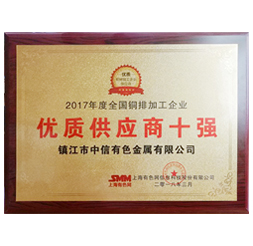 2017年度全国铜排加工企业
优质供应商十强
镇江市中信有色金属有限公司
SMM
上海有色网
上海有色网信息科技股份有限公司
二零一八年三月